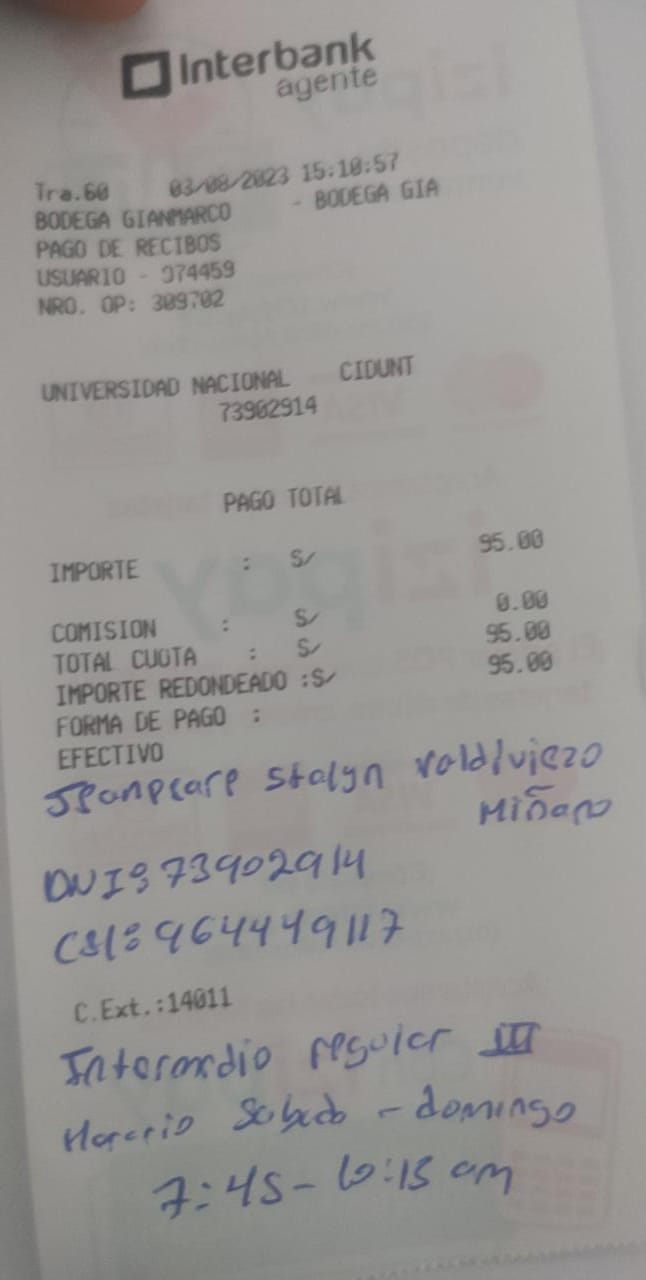 Interbank
agente
Tra.60 03/08/2023 15:10:57
BODEGA GIANMARCO - BODEGA GIA
PAGO DE RECIBOS
USUARIO - 074459
NRO. OP: 309702
UNIVERSIDAD NACIONAL CIDUNT
73902914
PAGO TOTAL
IMPORTE : S/ 95.00
COMISION : S/ 0.00
TOTAL CUOTA : S/ 95.00
IMPORTE REDONDEADO :S/ 95.00
FORMA DE PAGO :
EFECTIVO
Jeanpeare Stalyn Valdiviezo
Miñano
DNI: 73902914
Cel: 964449117
C.Ext.:14011
Intermedio regular III
Horario Sabado - domingo
7:45 - 10:15 am